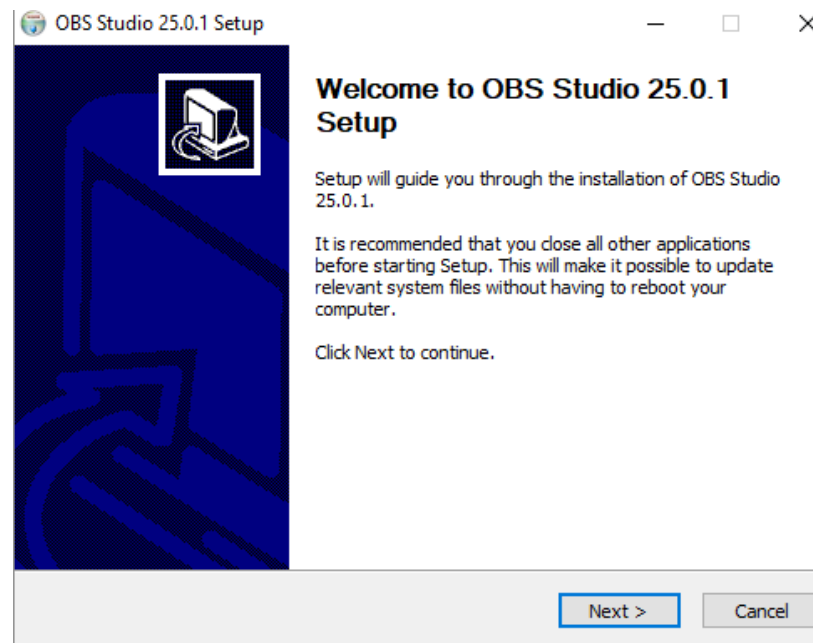 OBS Studio 25.0.1 Setup
Welcome to OBS Studio 25.0.1
Setup
Setup will guide you through the installation of OBS Studio
25.0.1.
It is recommended that you close all other applications
before starting Setup. This will make it possible to update
relevant system files without having to reboot your
computer.
Click Next to continue.
Next >
Cancel